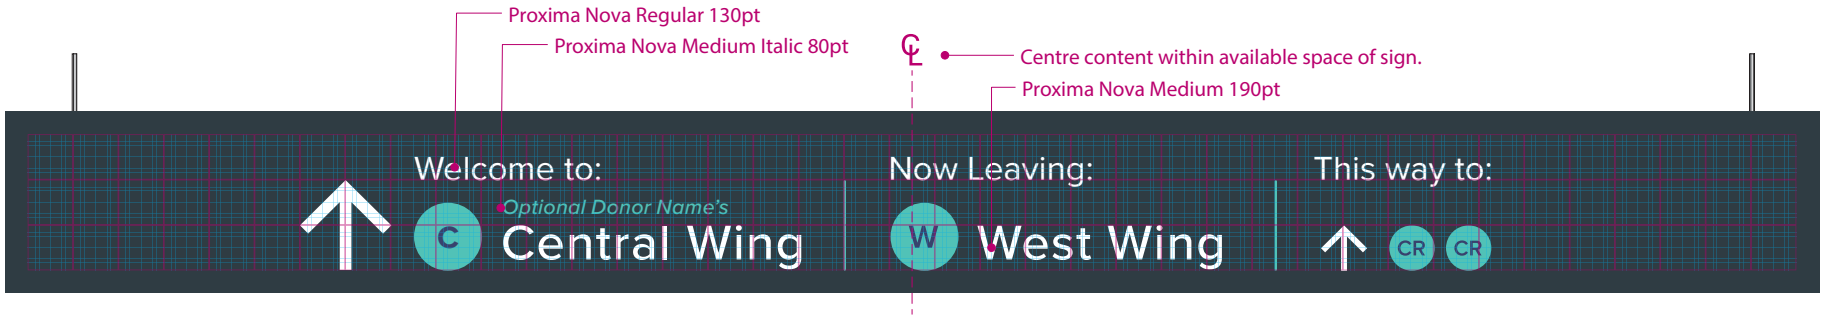 Proxima Nova Regular 130pt
Proxima Nova Medium Italic 80pt
CL
Centre content within available space of sign.
Proxima Nova Medium 190pt
Welcome to:
Optional Donor Name's
C Central Wing
Now Leaving:
W West Wing
This way to:
CR CR